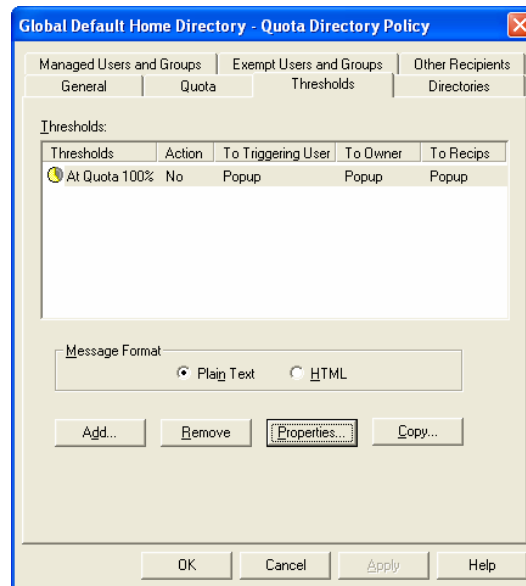 Global Default Home Directory - Quota Directory Policy
Managed Users and Groups Exempt Users and Groups Other Recipients
General Quota Thresholds Directories
Thresholds:
Thresholds Action To Triggering User To Owner To Recips
At Quota 100% No Popup Popup Popup
Message Format
Plain Text HTML
Add... Remove Properties... Copy...
OK Cancel Apply Help